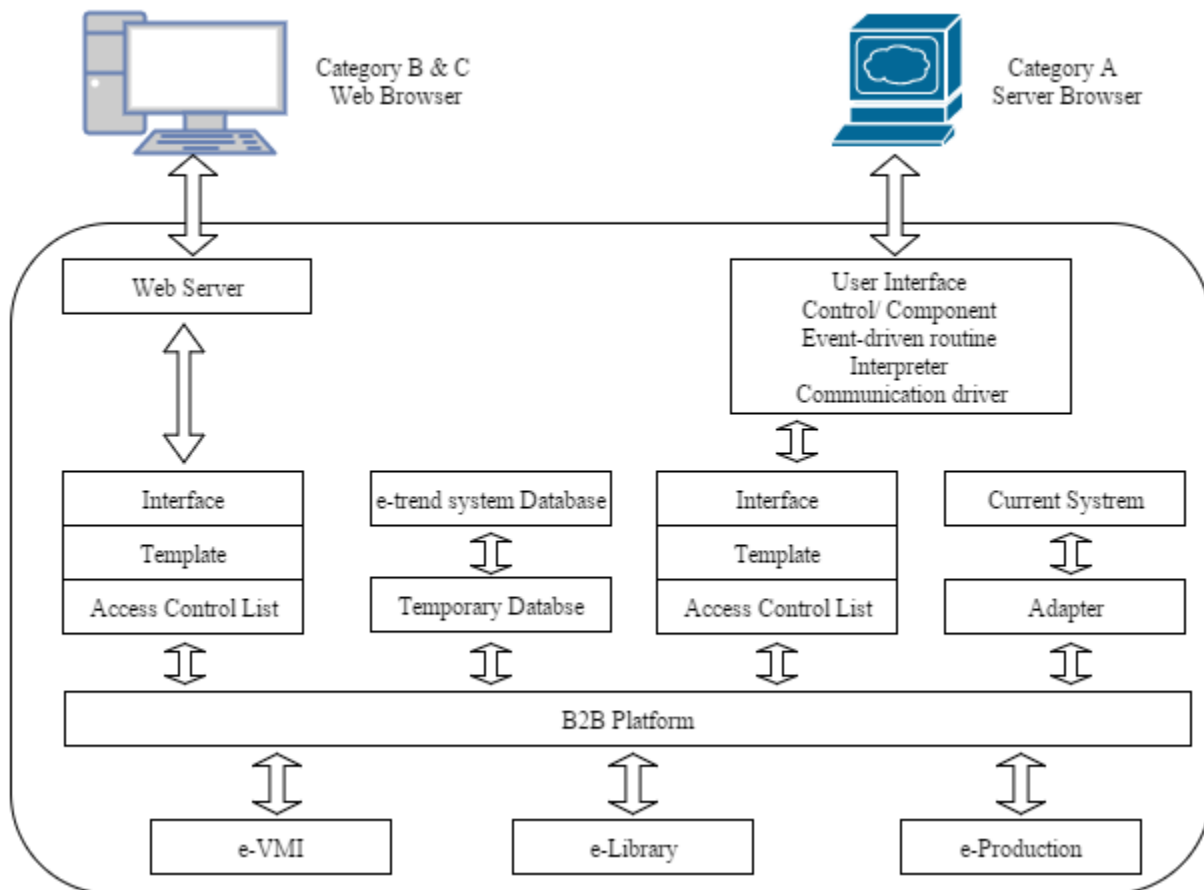 Category B & C
Web Browser
Category A
Server Browser
Web Server
User Interface
Control/ Component
Event-driven routine
Interpreter
Communication driver
Interface
e-trend system Database
Interface
Current Systrem
Template
Template
Access Control List
Temporary Databse
Access Control List
Adapter
B2B Platform
e-VMI
e-Library
e-Production